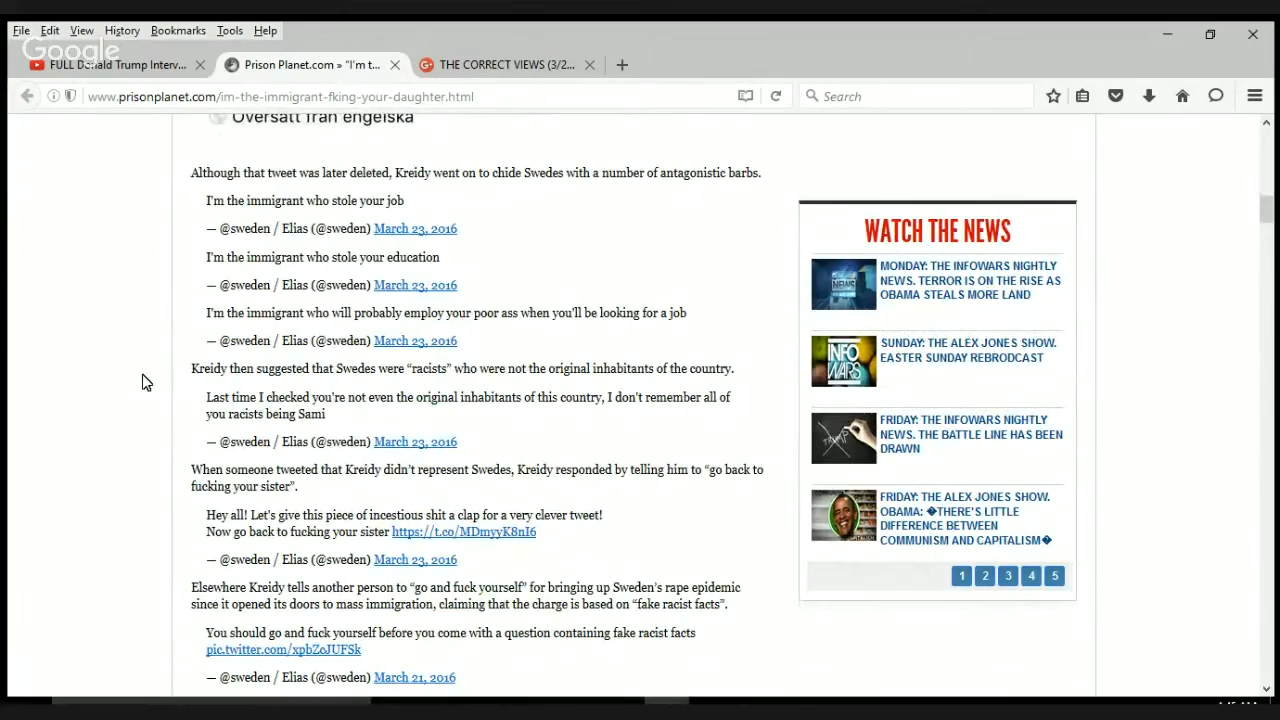 File Edit View History Bookmarks Tools Help
Google
FULL Donald Trump Interv...
Prison Planet.com » "I'm t...
THE CORRECT VIEWS (3/2...
www.prisonplanet.com/im-the-immigrant-fking-your-daughter.html
Search
Översatt från engelska
Although that tweet was later deleted, Kreidy went on to chide Swedes with a number of antagonistic barbs.
I'm the immigrant who stole your job
— @sweden / Elias (@sweden) March 23, 2016
I'm the immigrant who stole your education
— @sweden / Elias (@sweden) March 23, 2016
I'm the immigrant who will probably employ your poor ass when you'll be looking for a job
— @sweden / Elias (@sweden) March 23, 2016
Kreidy then suggested that Swedes were “racists” who were not the original inhabitants of the country.
Last time I checked you're not even the original inhabitants of this country, I don't remember all of
you racists being Sami
— @sweden / Elias (@sweden) March 23, 2016
When someone tweeted that Kreidy didn’t represent Swedes, Kreidy responded by telling him to “go back to
fucking your sister”.
Hey all! Let's give this piece of incestious shit a clap for a very clever tweet!
Now go back to fucking your sister https://t.co/MDmyyK8nI6
— @sweden / Elias (@sweden) March 23, 2016
Elsewhere Kreidy tells another person to “go and fuck yourself” for bringing up Sweden’s rape epidemic
since it opened its doors to mass immigration, claiming that the charge is based on “fake racist facts”.
You should go and fuck yourself before you come with a question containing fake racist facts
pic.twitter.com/xpbZcJUFSk
— @sweden / Elias (@sweden) March 21, 2016
WATCH THE NEWS
MONDAY: THE INFOWARS NIGHTLY
NEWS. TERROR IS ON THE RISE AS
OBAMA STEALS MORE LAND
INFO
WARS
SUNDAY: THE ALEX JONES SHOW.
EASTER SUNDAY REBRODCAST
TRUMP
FRIDAY: THE INFOWARS NIGHTLY
NEWS. THE BATTLE LINE HAS BEEN
DRAWN
FRIDAY: THE ALEX JONES SHOW.
OBAMA: �THERE'S LITTLE
DIFFERENCE BETWEEN
COMMUNISM AND CAPITALISM�
1 2 3 4 5